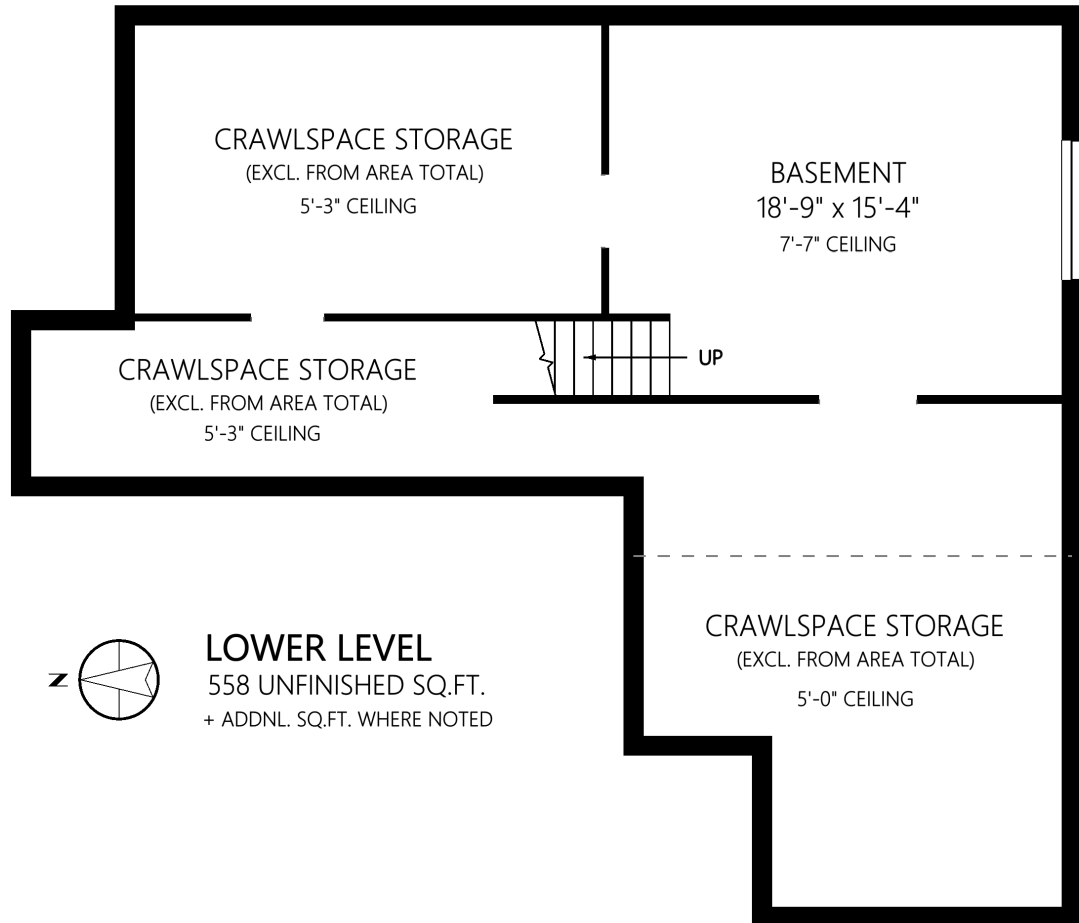 CRAWLSPACE STORAGE
(EXCL. FROM AREA TOTAL)
5'-3" CEILING
BASEMENT
18'-9" x 15'-4"
7'-7" CEILING
UP
CRAWLSPACE STORAGE
(EXCL. FROM AREA TOTAL)
5'-3" CEILING
CRAWLSPACE STORAGE
(EXCL. FROM AREA TOTAL)
5'-0" CEILING
N
LOWER LEVEL
558 UNFINISHED SQ.FT.
+ ADDNL. SQ.FT. WHERE NOTED